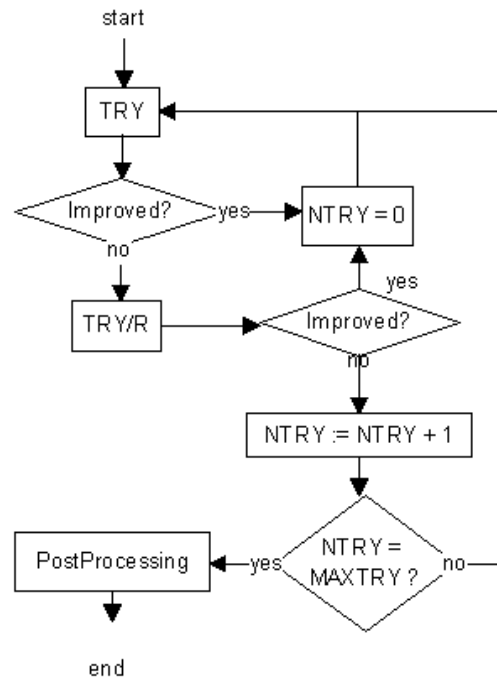 start
TRY
Improved?
yes
NTRY = 0
no
yes
TRY/R
Improved?
no
NTRY := NTRY + 1
NTRY =
MAXTRY ?
yes
no
PostProcessing
end